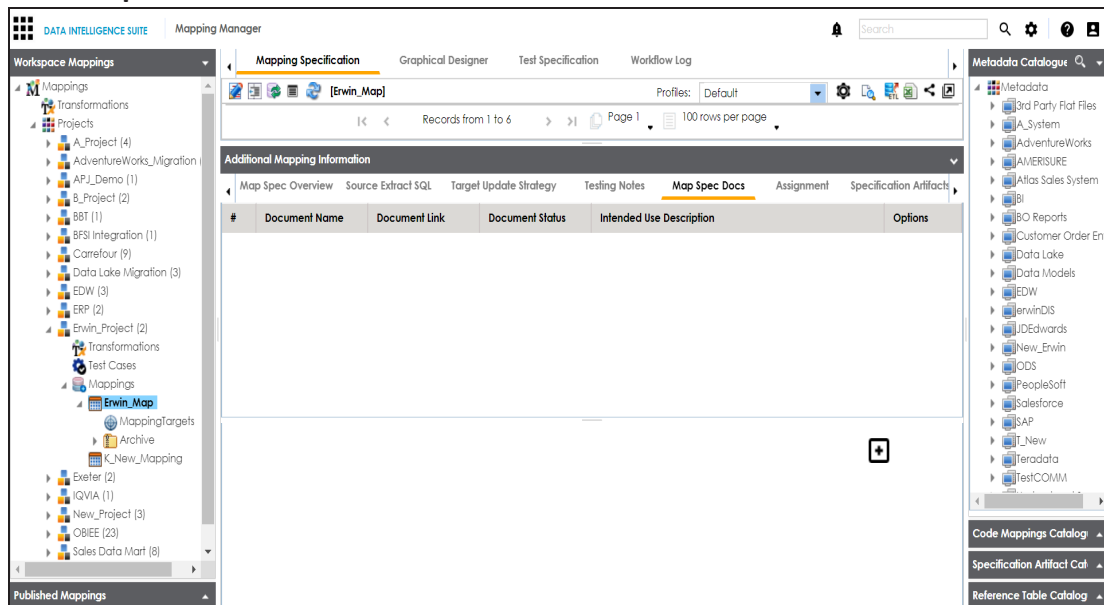 DATA INTELLIGENCE SUITE Mapping Manager Search
Workspace Mappings
Mappings
Transformations
Projects
A_Project (4)
AdventureWorks_Migration (
APJ_Demo (1)
B_Project (2)
BBT (1)
BFSI Integration (1)
Carrefour (9)
Data Lake Migration (3)
EDW (3)
ERP (2)
Erwin_Project (2)
Transformations
Test Cases
Mappings
Erwin_Map
MappingTargets
Archive
K_New_Mapping
Exeter (2)
IQVIA (1)
New_Project (3)
OBIEE (23)
Sales Data Mart (8)
Published Mappings
Mapping Specification Graphical Designer Test Specification Workflow Log
[Erwin_Map] Profiles: Default
Records from 1 to 6 Page 1 100 rows per page
Additional Mapping Information
Map Spec Overview Source Extract SQL Target Update Strategy Testing Notes Map Spec Docs Assignment Specification Artifacts
# Document Name Document Link Document Status Intended Use Description Options
Metadata Catalogue
Metadata
3rd Party Flat Files
A_System
AdventureWorks
AMERISURE
Atlas Sales System
BI
BO Reports
Customer Order En
Data Lake
Data Models
EDW
erwinDIS
JDEdwards
New_Erwin
ODS
PeopleSoft
Salesforce
SAP
T_New
Teradata
TestCOMM
Code Mappings Catalog
Specification Artifact Cat
Reference Table Catalog